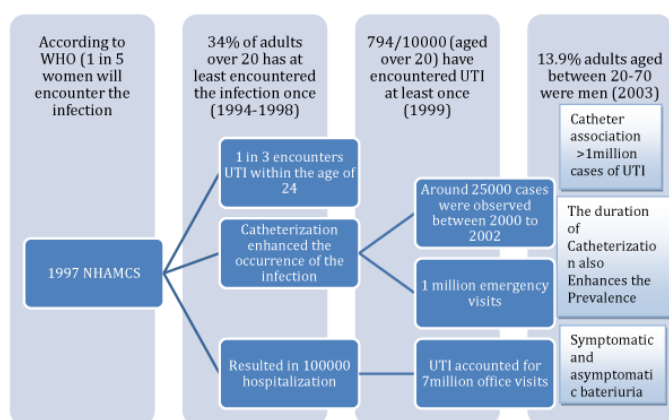 According to
WHO (1 in 5
women will
encounter the
infection
34% of adults
over 20 has at
least encountered
the infection once
(1994-1998)
794/10000 (aged
over 20) have
encountered UTI
at least once
(1999)
13.9% adults aged
between 20-70
were men (2003)
1997 NHAMCS
1 in 3 encounters
UTI within the age of
24
Catheterization
enhanced the
occurrence of the
infection
Resulted in 100000
hospitalization
Around 25000 cases
were observed
between 2000 to
2002
1 million emergency
visits
UTI accounted for
7million office visits
Catheter
association
>1million
cases of UTI
The duration
of
Catheterizatio
n also
Enhances the
Prevalence
Symptomatic
and
asymptomati
c bateriuria